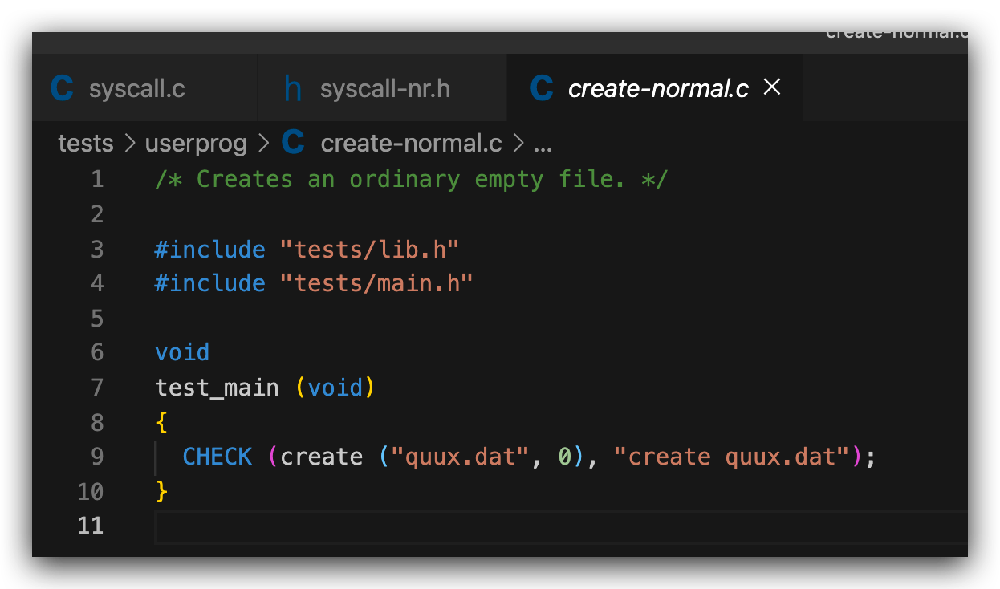 create-normal.c
C syscall.c h syscall-nr.h C create-normal.c ×
tests > userprog > C create-normal.c > ...
1 /* Creates an ordinary empty file. */
2
3 #include "tests/lib.h"
4 #include "tests/main.h"
5
6 void
7 test_main (void)
8 {
9 CHECK (create ("quux.dat", 0), "create quux.dat");
10 }
11